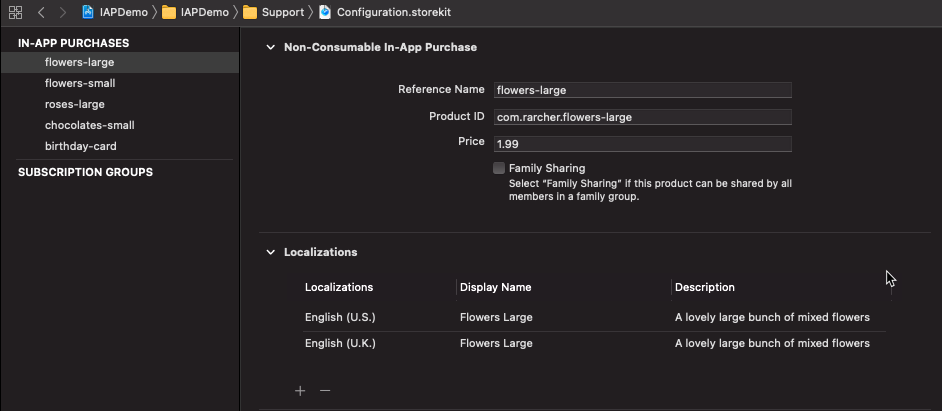 IAPDemo IAPDemo Support Configuration.storekit
IN-APP PURCHASES
flowers-large
flowers-small
roses-large
chocolates-small
birthday-card
SUBSCRIPTION GROUPS
Non-Consumable In-App Purchase
Reference Name flowers-large
Product ID com.rarcher.flowers-large
Price 1.99
Family Sharing
Select "Family Sharing" if this product can be shared by all
members in a family group.
Localizations
Localizations Display Name Description
English (U.S.) Flowers Large A lovely large bunch of mixed flowers
English (U.K.) Flowers Large A lovely large bunch of mixed flowers